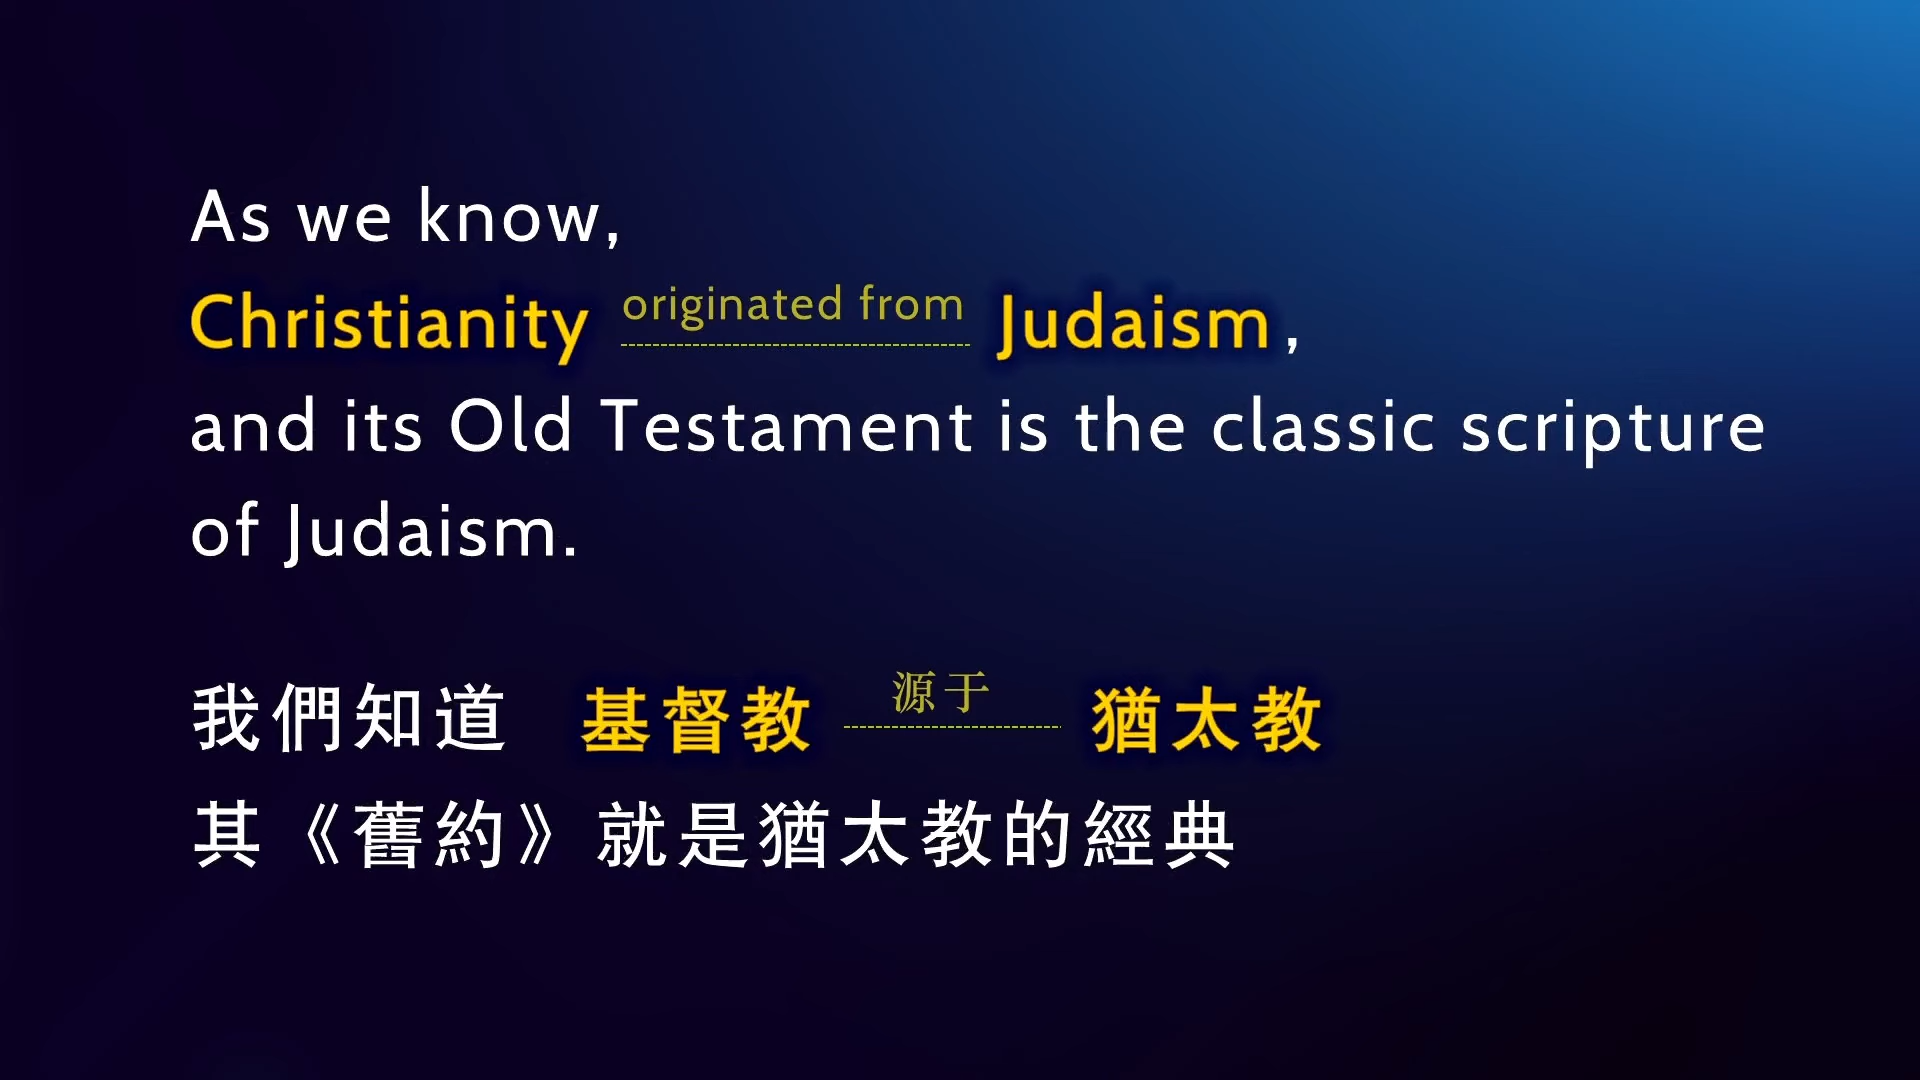 As we know,
Christianity originated from Judaism,
and its Old Testament is the classic scripture
of Judaism.
我們知道 基督教 源于 猶太教
其《舊約》就是猶太教的經典